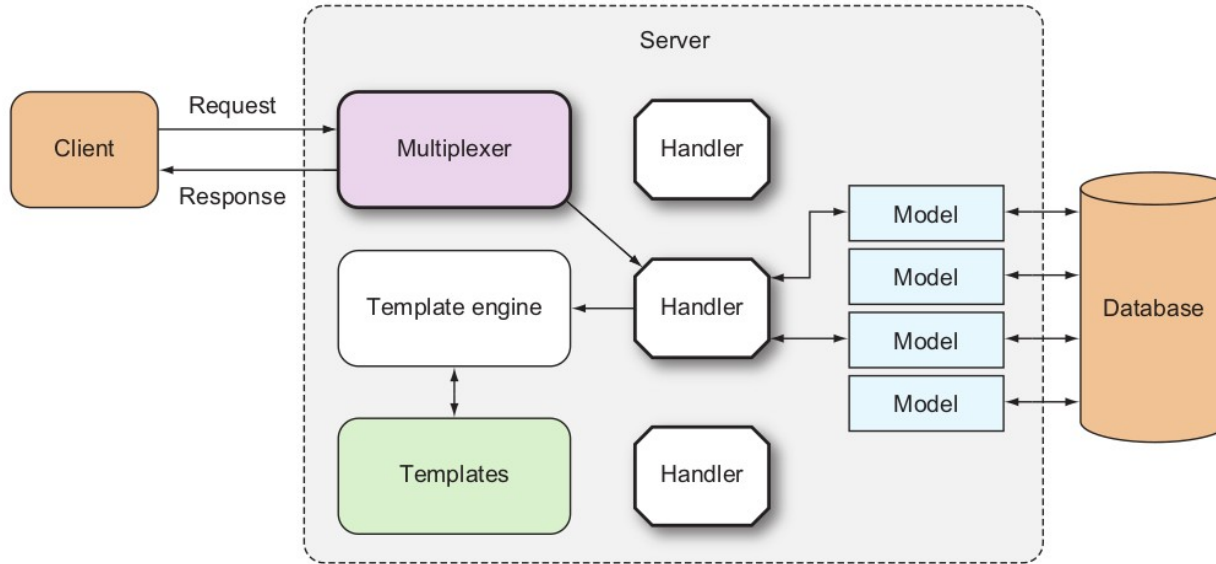 Server
Request
Client
Multiplexer
Handler
Response
Model
Model
Template engine
Handler
Database
Model
Model
Templates
Handler